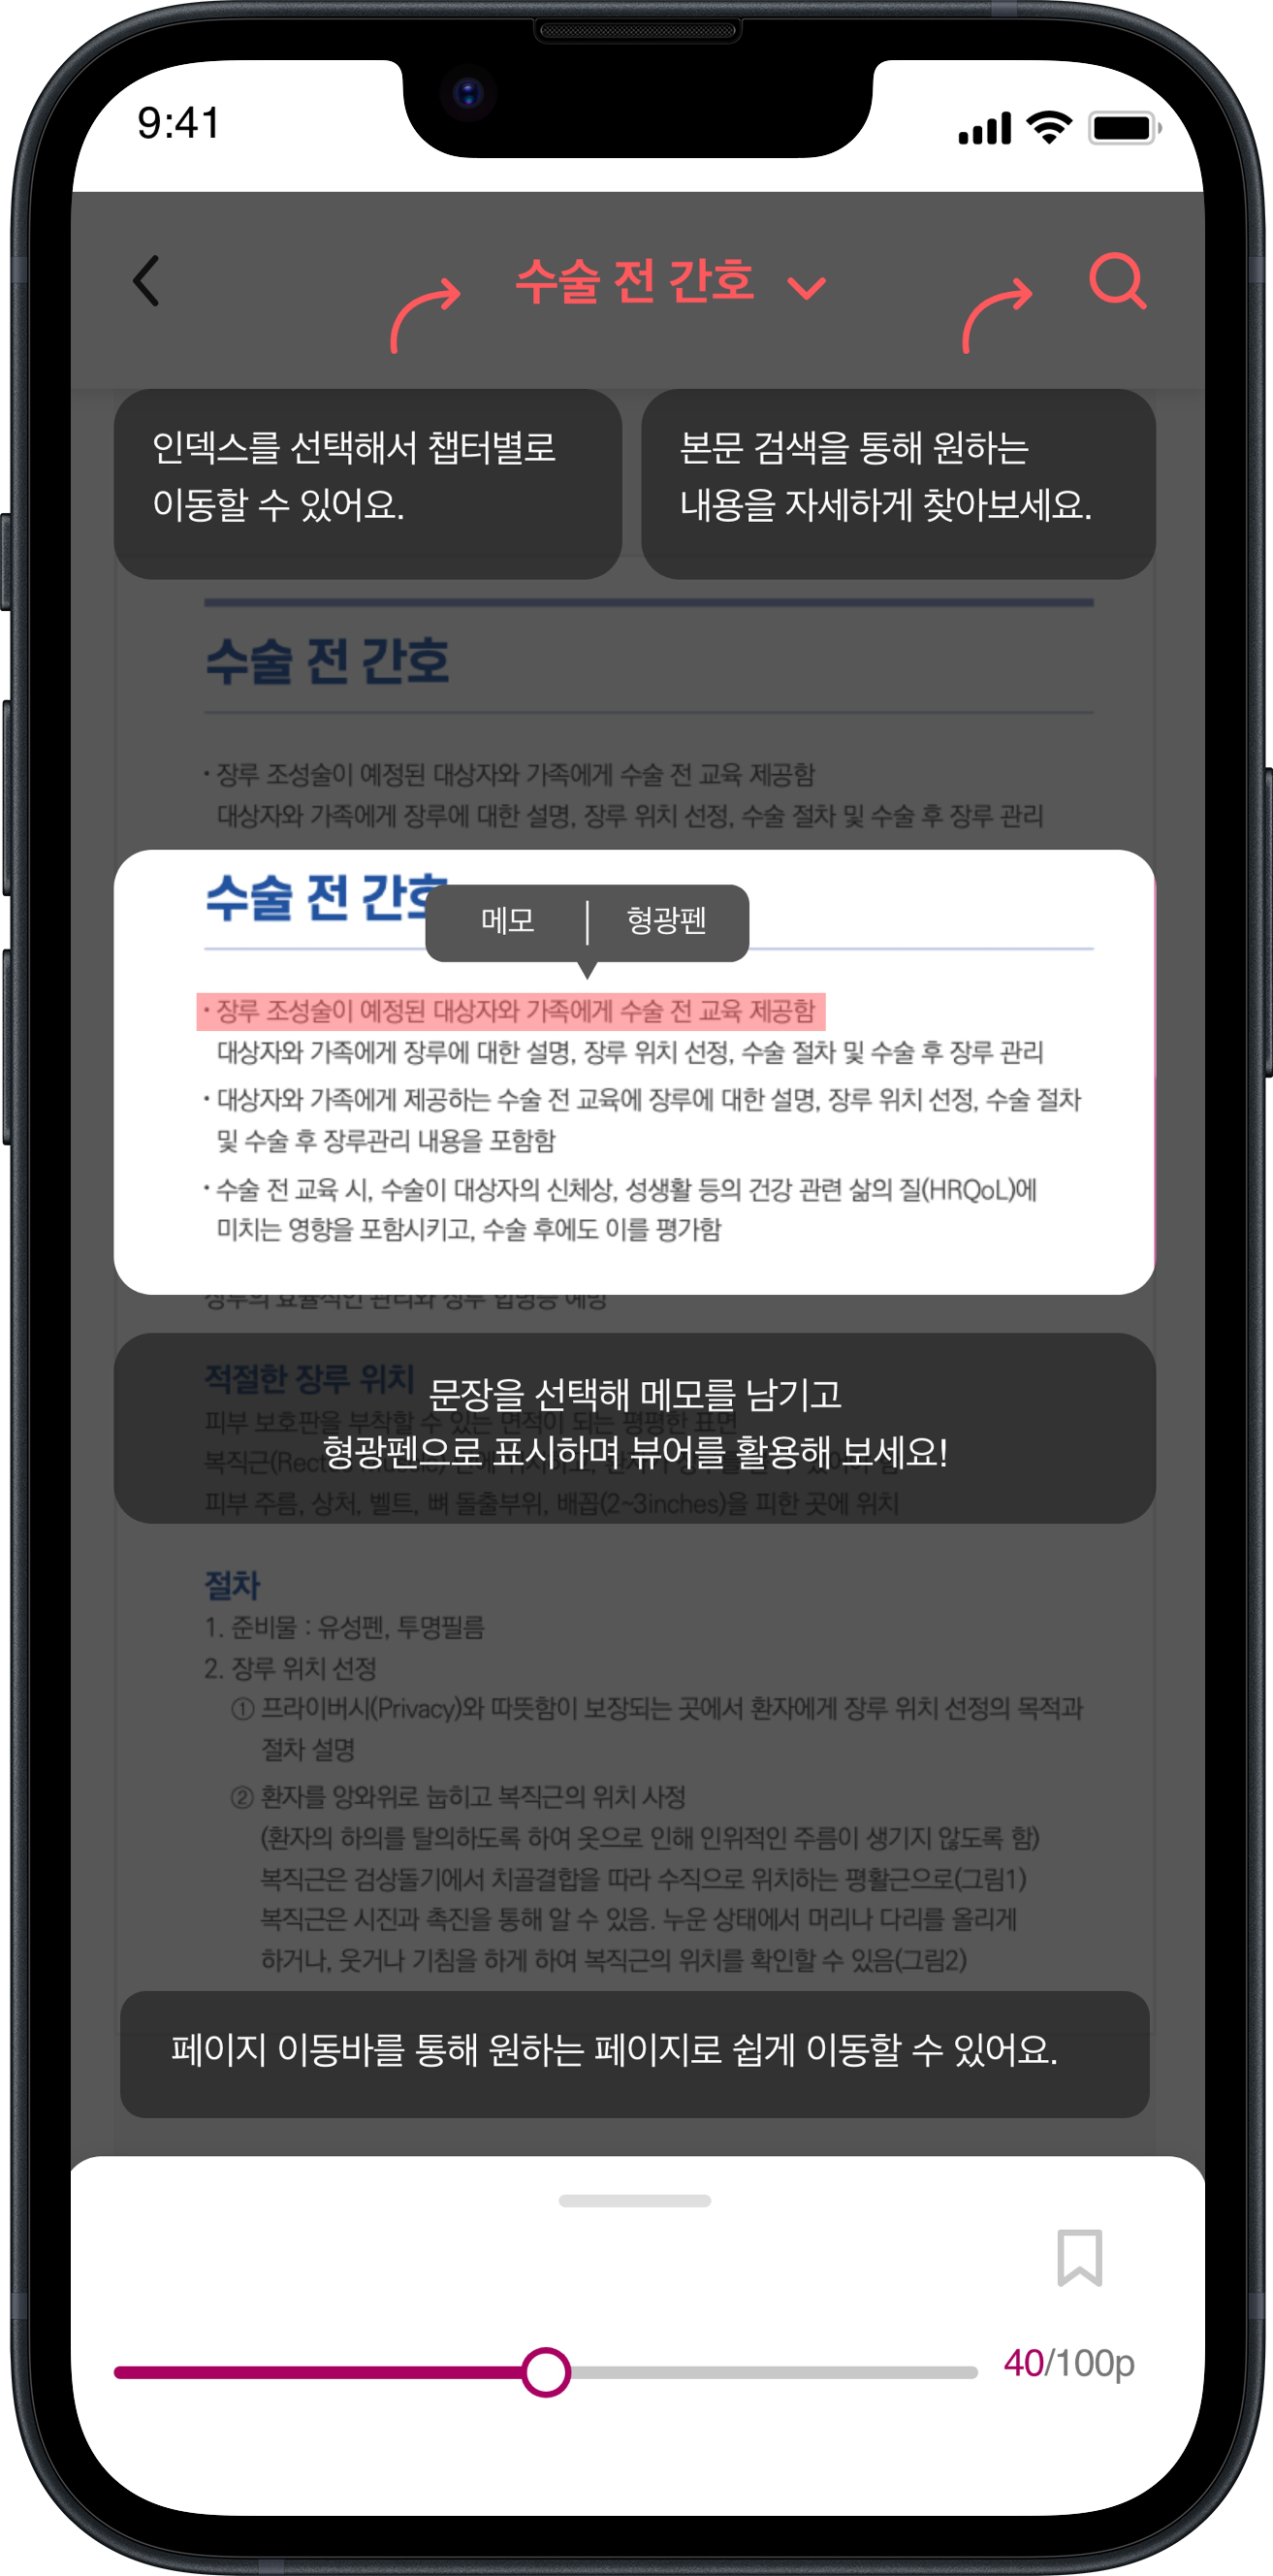 9:41
수술 전 간호
인덱스를 선택해서 챕터별로
이동할 수 있어요.
본문 검색을 통해 원하는
내용을 자세하게 찾아보세요.
수술 전 간호
· 장루 조성술이 예정된 대상자와 가족에게 수술 전 교육 제공함
대상자와 가족에게 장루에 대한 설명, 장루 위치 선정, 수술 절차 및 수술 후 장루 관리
수술 전 간호
메모 | 형광펜
· 장루 조성술이 예정된 대상자와 가족에게 수술 전 교육 제공함
대상자와 가족에게 장루에 대한 설명, 장루 위치 선정, 수술 절차 및 수술 후 장루 관리
· 대상자와 가족에게 제공하는 수술 전 교육에 장루에 대한 설명, 장루 위치 선정, 수술 절차
및 수술 후 장루관리 내용을 포함함
· 수술 전 교육 시, 수술이 대상자의 신체상, 성생활 등의 건강 관련 삶의 질(HRQoL)에
미치는 영향을 포함시키고, 수술 후에도 이를 평가함
장루의 효율적인 관리와 장루 합병증 예방
적절한 장루 위치
문장을 선택해 메모를 남기고
피부 보호판을 부착할 수 있는 면적이 되는 평평한 표면
형광펜으로 표시하며 뷰어를 활용해 보세요!
피부 주름, 상처, 벨트, 뼈 돌출부위, 배꼽(2~3inches)을 피한 곳에 위치
절차
1. 준비물 : 유성펜, 투명필름
2. 장루 위치 선정
① 프라이버시(Privacy)와 따뜻함이 보장되는 곳에서 환자에게 장루 위치 선정의 목적과
절차 설명
② 환자를 앙와위로 눕히고 복직근의 위치 사정
(환자의 하의를 탈의하도록 하여 옷으로 인해 인위적인 주름이 생기지 않도록 함)
복직근은 검상돌기에서 치골결합을 따라 수직으로 위치하는 평활근으로(그림1)
복직근은 시진과 촉진을 통해 알 수 있음. 누운 상태에서 머리나 다리를 올리게
하거나, 웃거나 기침을 하게 하여 복직근의 위치를 확인할 수 있음(그림2)
페이지 이동바를 통해 원하는 페이지로 쉽게 이동할 수 있어요.
40/100p